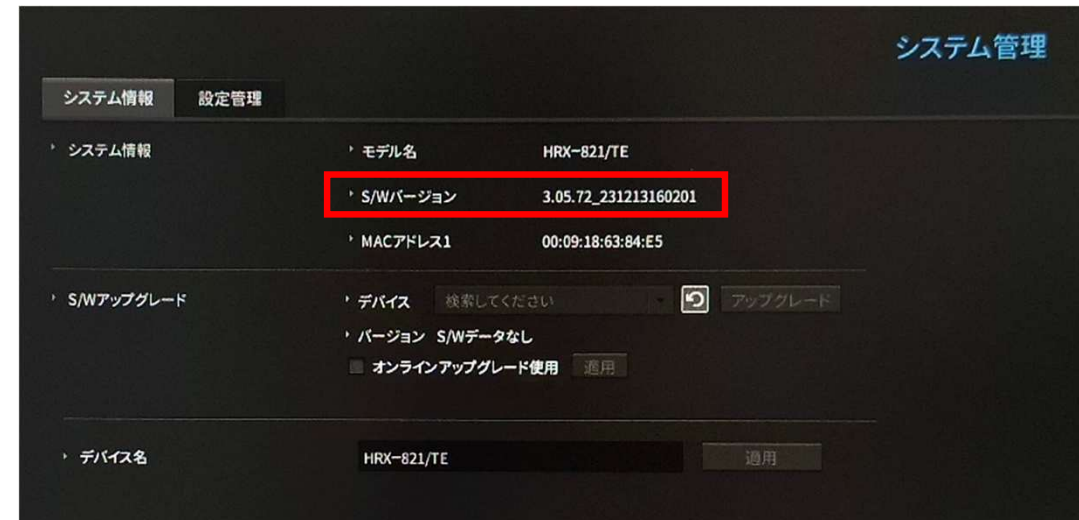 システム管理
システム情報 設定管理
システム情報 モデル名 HRX-821/TE
S/Wバージョン 3.05.72_231213160201
MACアドレス1 00:09:18:63:84:E5
S/Wアップグレード デバイス 検索してください アップグレード
バージョン S/Wデータなし
オンラインアップグレード使用 適用
デバイス名 HRX-821/TE 適用